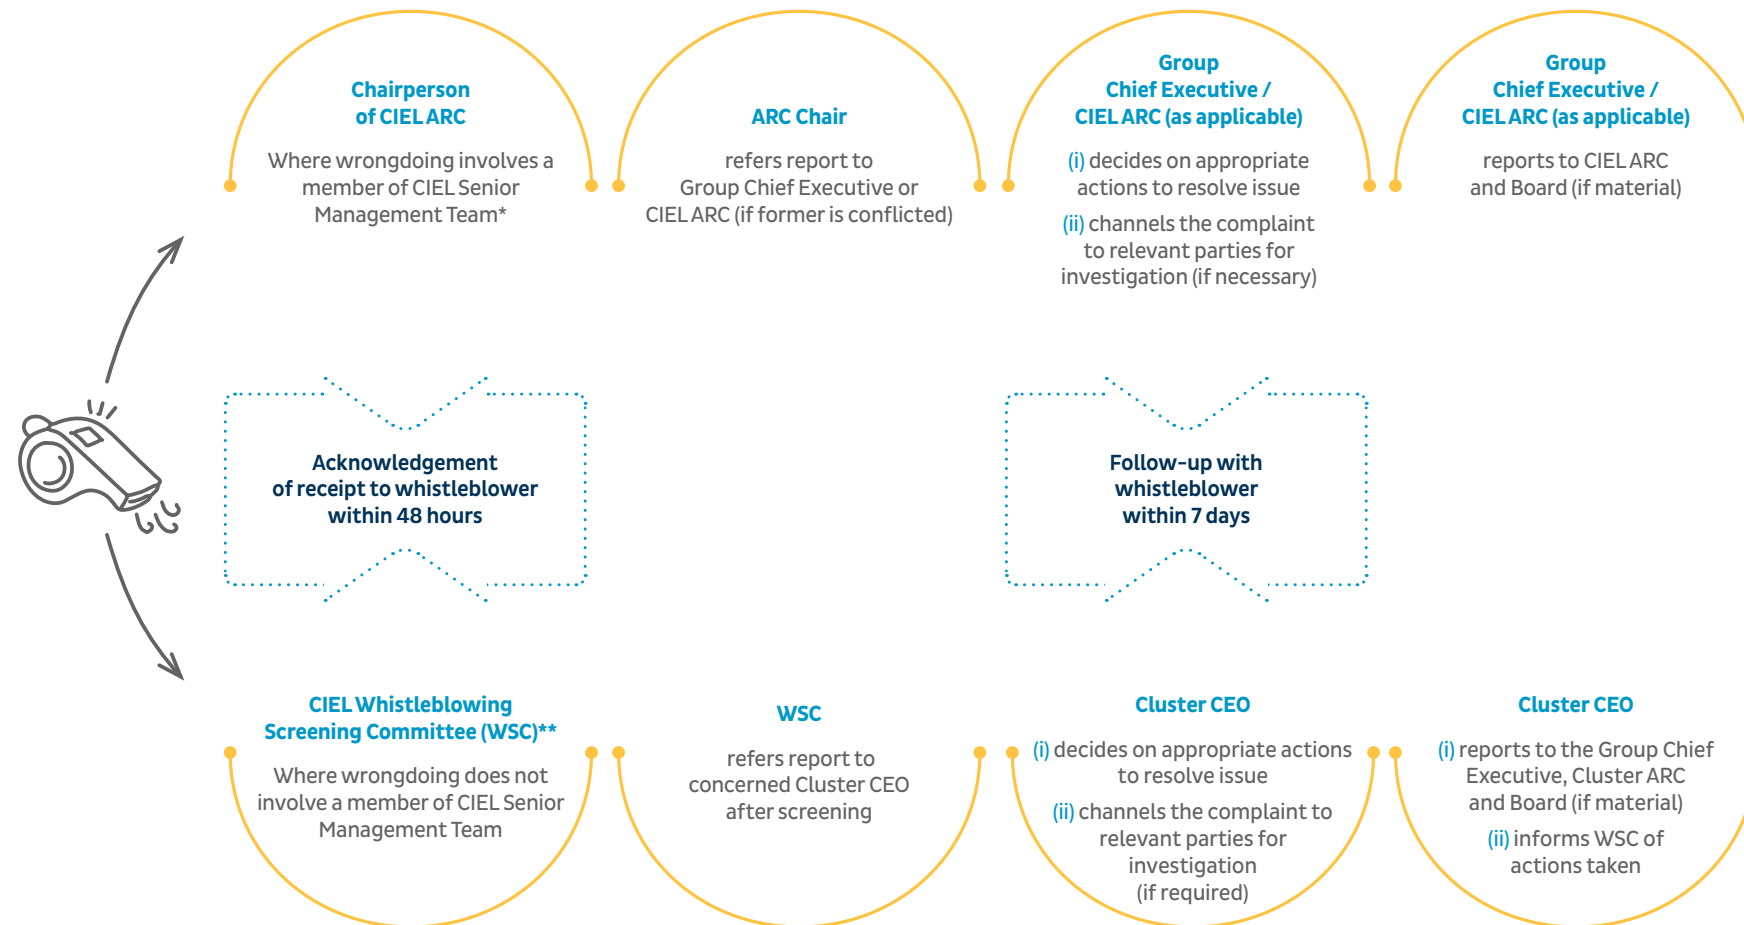 Chairperson
of CIEL ARC
Where wrongdoing involves a
member of CIEL Senior
Management Team*
ARC Chair
refers report to
Group Chief Executive or
CIEL ARC (if former is conflicted)
Group
Chief Executive /
CIEL ARC (as applicable)
(i) decides on appropriate
actions to resolve issue
(ii) channels the complaint
to relevant parties for
investigation (if necessary)
Group
Chief Executive /
CIEL ARC (as applicable)
reports to CIEL ARC
and Board (if material)
Acknowledgement
of receipt to whistleblower
within 48 hours
Follow-up with
whistleblower
within 7 days
CIEL Whistleblowing
Screening Committee (WSC)**
Where wrongdoing does not
involve a member of CIEL Senior
Management Team
WSC
refers report to
concerned Cluster CEO
after screening
Cluster CEO
(i) decides on appropriate actions
to resolve issue
(ii) channels the complaint to
relevant parties for
investigation
(if required)
Cluster CEO
(i) reports to the Group Chief
Executive, Cluster ARC
and Board (if material)
(ii) informs WSC of
actions taken